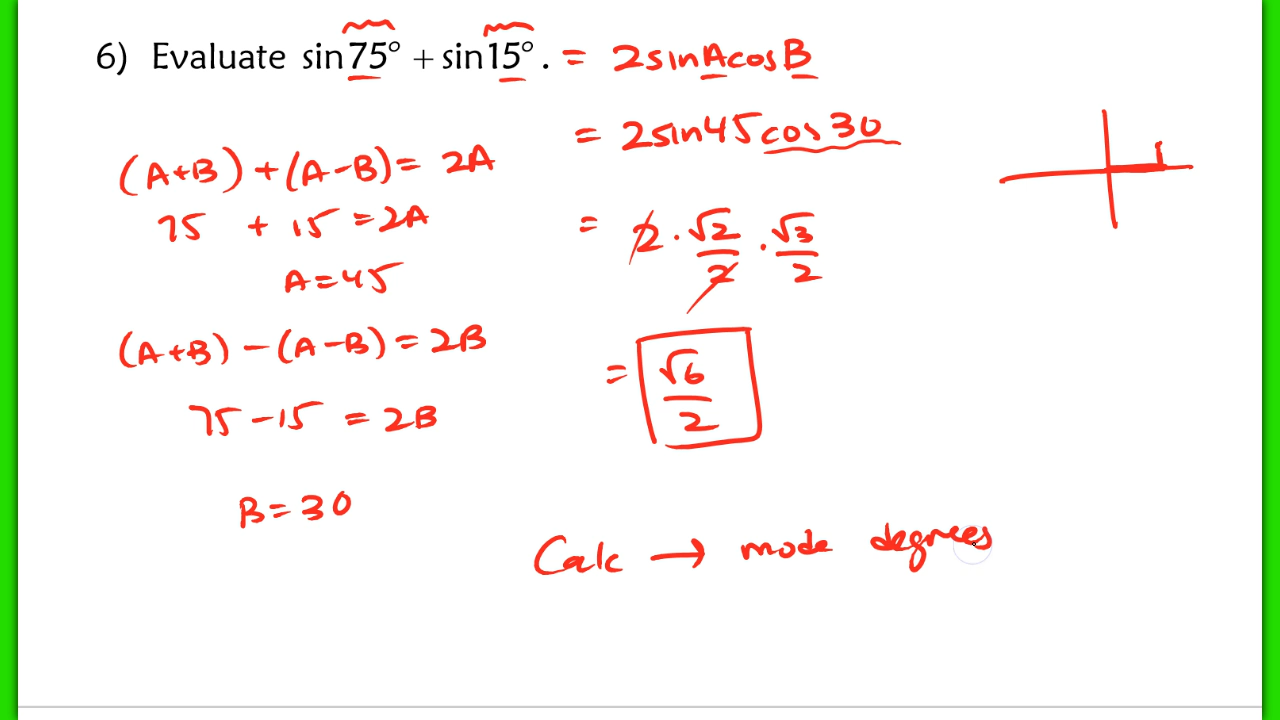 6) Evaluate sin75° + sin15°. = 2sinAcosB
= 2sin45cos30
(A+B)+(A-B)= 2A
75 + 15 = 2A
= 2 · √2/2 · √3/2
A=45
(A+B)-(A-B)=2B
= √6/2
75-15 = 2B
B=30
Calc → mode degrees